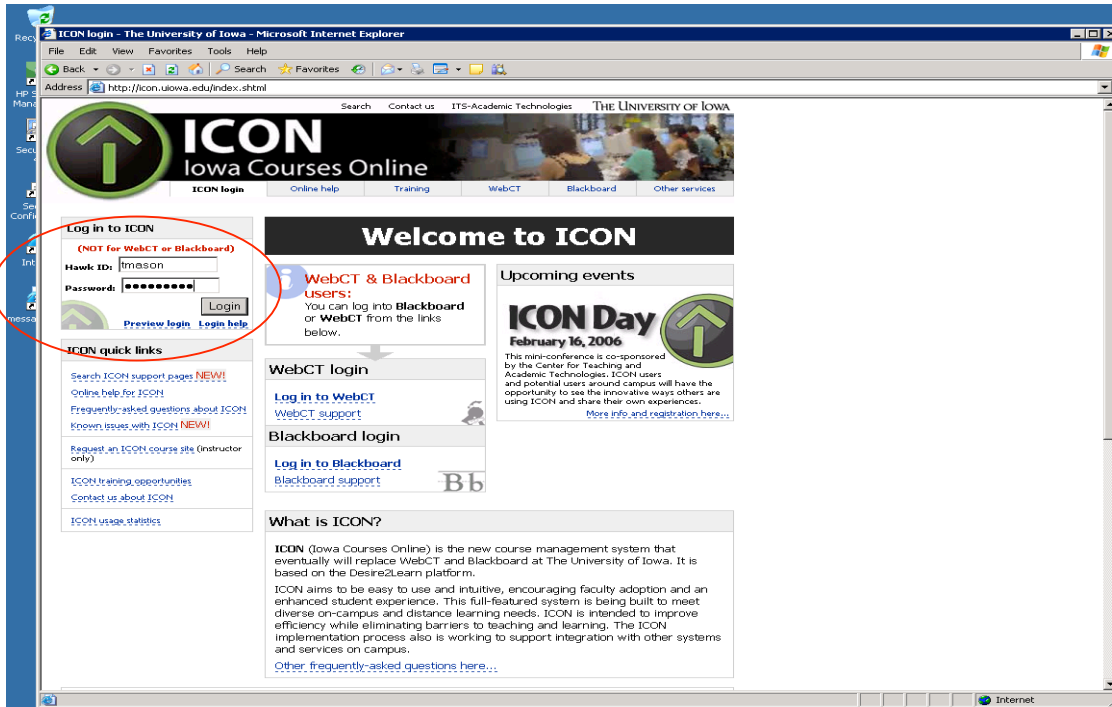 Recy
HP S
Mana
Secu
Se
Confi
Int
messa
ICON login - The University of Iowa - Microsoft Internet Explorer
File Edit View Favorites Tools Help
Back Search Favorites
Address http://icon.uiowa.edu/index.shtml
Search Contact us ITS-Academic Technologies THE UNIVERSITY OF IOWA
ICON
Iowa Courses Online
ICON login Online help Training WebCT Blackboard Other services
Log in to ICON
(NOT for WebCT or Blackboard)
Hawk ID: tmason
Password: •••••••••
Login
Preview login Login help
ICON quick links
Search ICON support pages NEW!
Online help for ICON
Frequently-asked questions about ICON
Known issues with ICON NEW!
Request an ICON course site (instructor
only)
ICON training opportunities
Contact us about ICON
ICON usage statistics
Welcome to ICON
i
WebCT & Blackboard
users:
You can log into Blackboard
or WebCT from the links
below.
WebCT login
Log in to WebCT
WebCT support
Blackboard login
Log in to Blackboard
Blackboard support
Bb
Upcoming events
ICON Day
February 16, 2006
This mini-conference is co-sponsored
by the Center for Teaching and
Academic Technologies. ICON users
and potential users around campus will have the
opportunity to see the innovative ways others are
using ICON and share their own experiences.
More info and registration here...
What is ICON?
ICON (Iowa Courses Online) is the new course management system that
eventually will replace WebCT and Blackboard at The University of Iowa. It is
based on the Desire2Learn platform.
ICON aims to be easy to use and intuitive, encouraging faculty adoption and an
enhanced student experience. This full-featured system is being built to meet
diverse on-campus and distance learning needs. ICON is intended to improve
efficiency while eliminating barriers to teaching and learning. The ICON
implementation process also is working to support integration with other systems
and services on campus.
Other frequently-asked questions here...
Internet